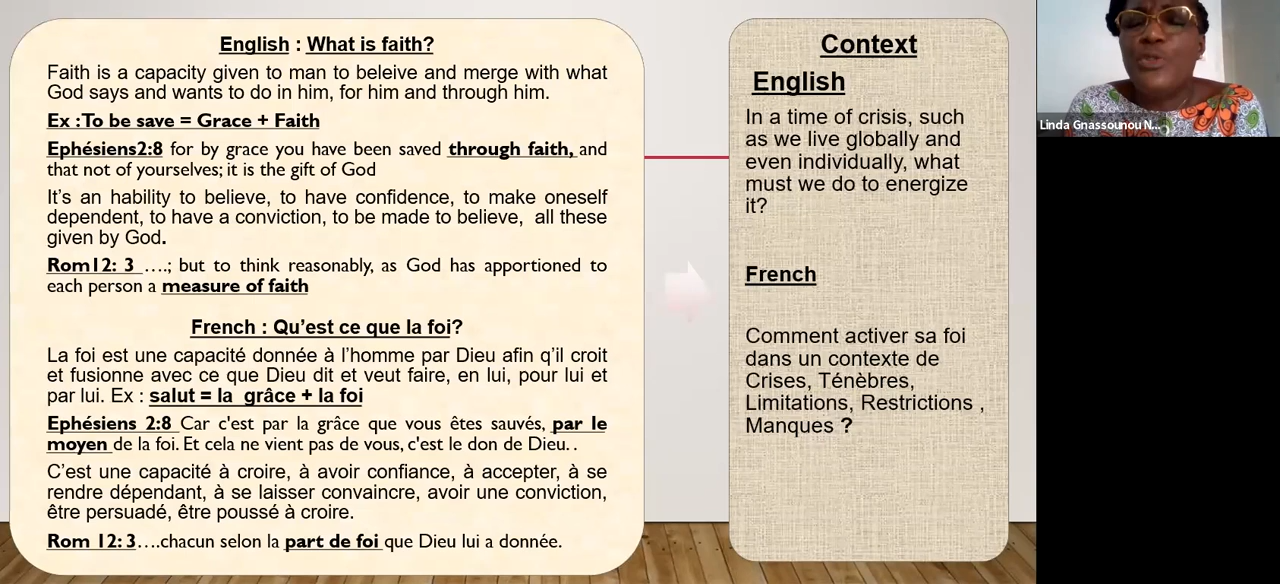 English : What is faith?
Faith is a capacity given to man to beleive and merge with what
God says and wants to do in him, for him and through him.
Ex :To be save = Grace + Faith
Ephésiens2:8 for by grace you have been saved through faith, and
that not of yourselves; it is the gift of God
It’s an hability to believe, to have confidence, to make oneself
dependent, to have a conviction, to be made to believe, all these
given by God.
Rom12: 3 ….; but to think reasonably, as God has apportioned to
each person a measure of faith
French : Qu’est ce que la foi?
La foi est une capacité donnée à l’homme par Dieu afin q’il croit
et fusionne avec ce que Dieu dit et veut faire, en lui, pour lui et
par lui. Ex : salut = la grâce + la foi
Ephésiens 2:8 Car c'est par la grâce que vous êtes sauvés, par le
moyen de la foi. Et cela ne vient pas de vous, c'est le don de Dieu. .
C’est une capacité à croire, à avoir confiance, à accepter, à se
rendre dépendant, à se laisser convaincre, avoir une conviction,
être persuadé, être poussé à croire.
Rom 12: 3….chacun selon la part de foi que Dieu lui a donnée.
Context
English
In a time of crisis, such
as we live globally and
even individually, what
must we do to energize
it?
French
Comment activer sa foi
dans un contexte de
Crises, Ténèbres,
Limitations, Restrictions ,
Manques ?
Linda Gnassounou N...